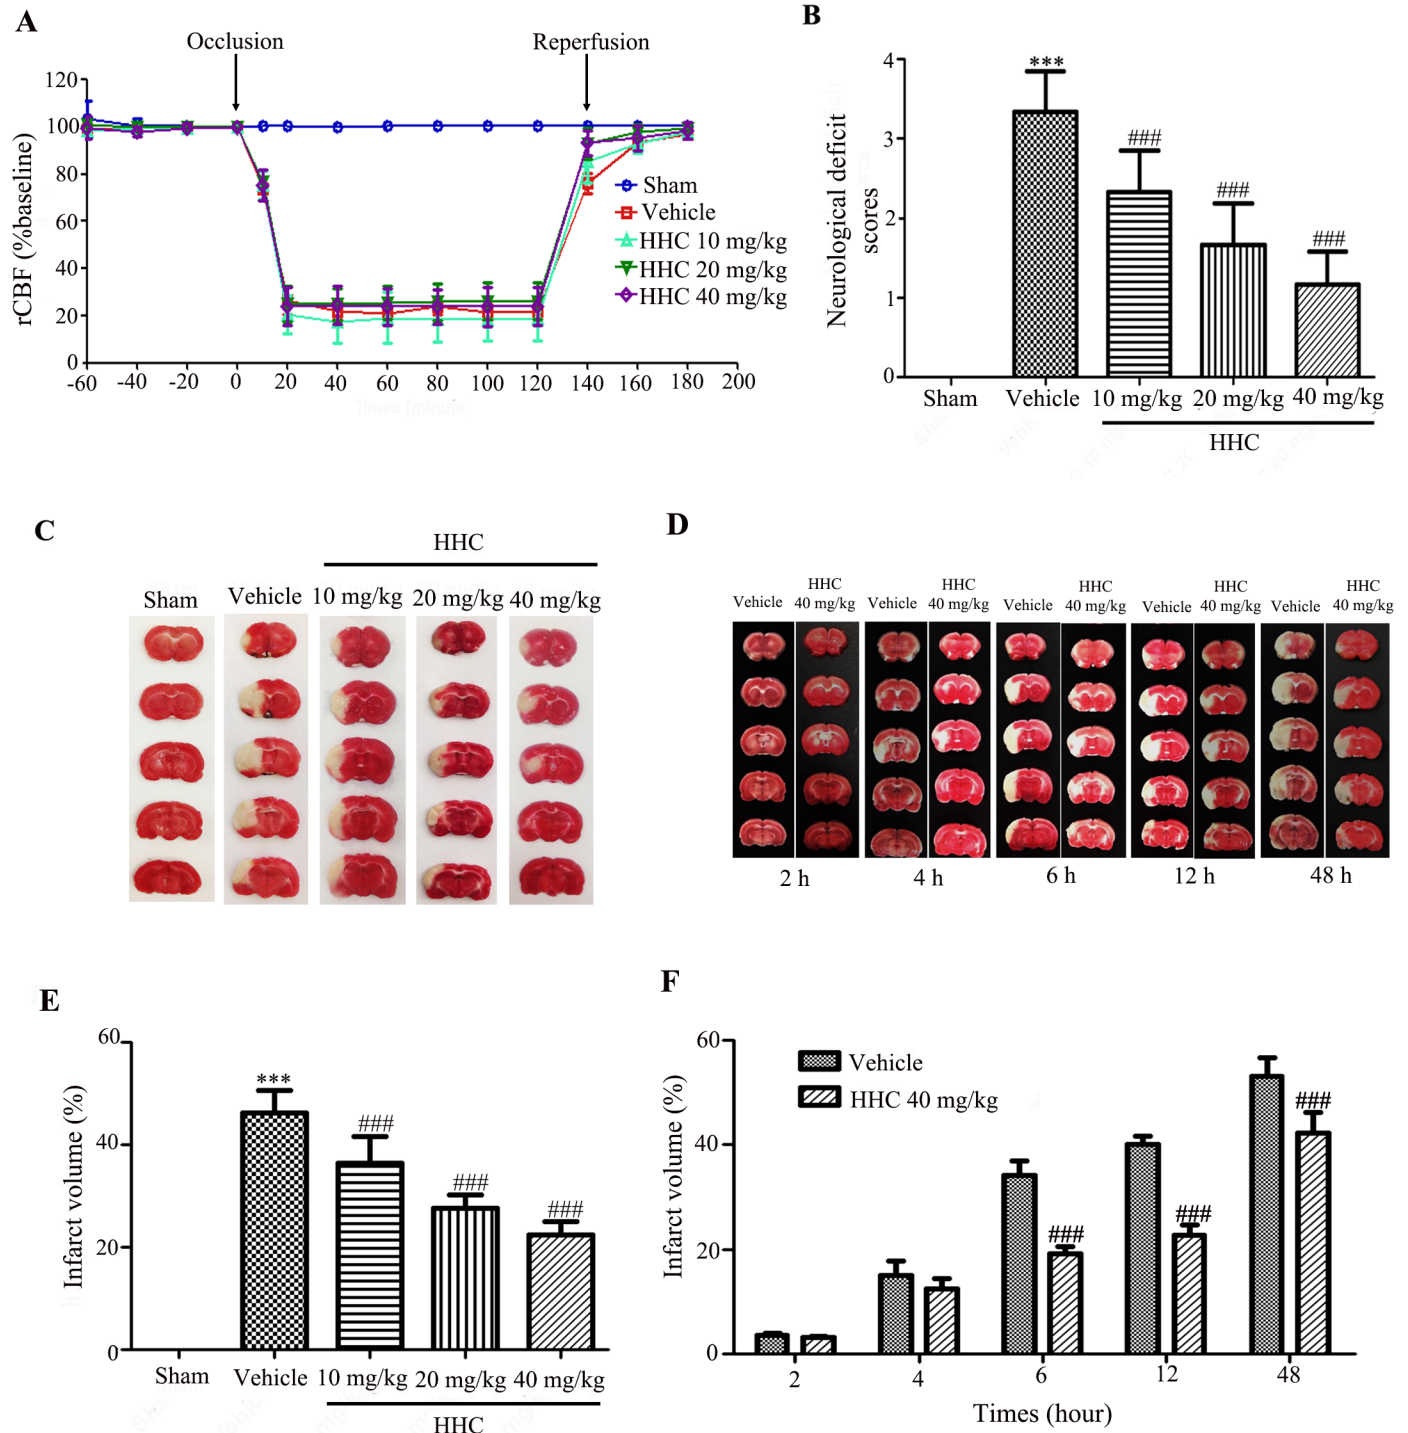 A
Occlusion
Reperfusion
rCBF (%baseline)
120
100
80
60
40
20
0
-60 -40 -20 0 20 40 60 80 100 120 140 160 180 200
Sham
Vehicle
HHC 10 mg/kg
HHC 20 mg/kg
HHC 40 mg/kg
Times (minute
B
Neurological deficit
scores
4
3
2
1
0
***
###
###
###
Sham Vehicle 10 mg/kg 20 mg/kg 40 mg/kg
HHC
C
HHC
Sham Vehicle 10 mg/kg 20 mg/kg 40 mg/kg
D
Vehicle HHC 40 mg/kg Vehicle HHC 40 mg/kg Vehicle HHC 40 mg/kg Vehicle HHC 40 mg/kg Vehicle HHC 40 mg/kg
2 h 4 h 6 h 12 h 48 h
E
Infarct volume (%)
60
40
20
0
***
###
###
###
Sham Vehicle 10 mg/kg 20 mg/kg 40 mg/kg
HHC
F
Infarct volume (%)
60
40
20
0
Vehicle
HHC 40 mg/kg
###
###
###
2 4 6 12 48
Times (hour)